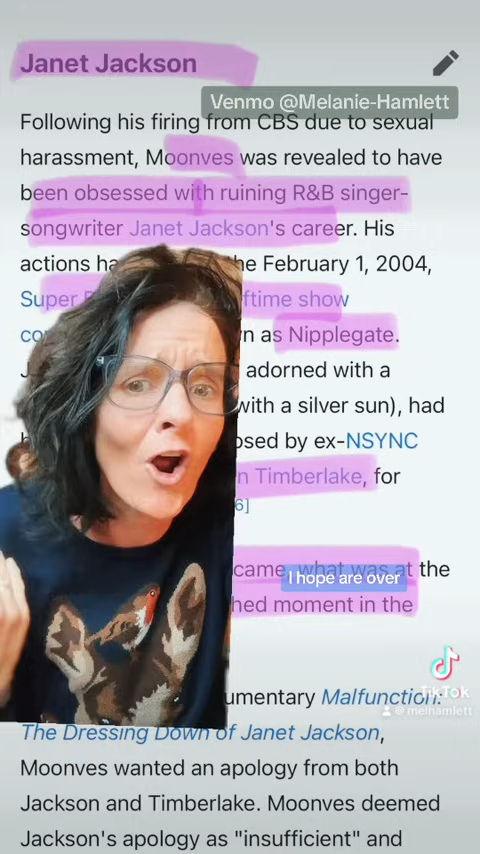 Janet Jackson
Venmo @Melanie-Hamlett
Following his firing from CBS due to sexual
harassment, Moonves was revealed to have
been obsessed with ruining R&B singer-
songwriter Janet Jackson's career. His
actions the February 1, 2004,
Super ftime show
as Nipplegate.
adorned with a
with a silver sun), had
osed by ex-NSYNC
n Timberlake, for
6]
came, what was at the
I hope are over
hed moment in the
TikTok
@melhamlett
umentary Malfunction:
The Dressing Down of Janet Jackson,
Moonves wanted an apology from both
Jackson and Timberlake. Moonves deemed
Jackson's apology as "insufficient" and